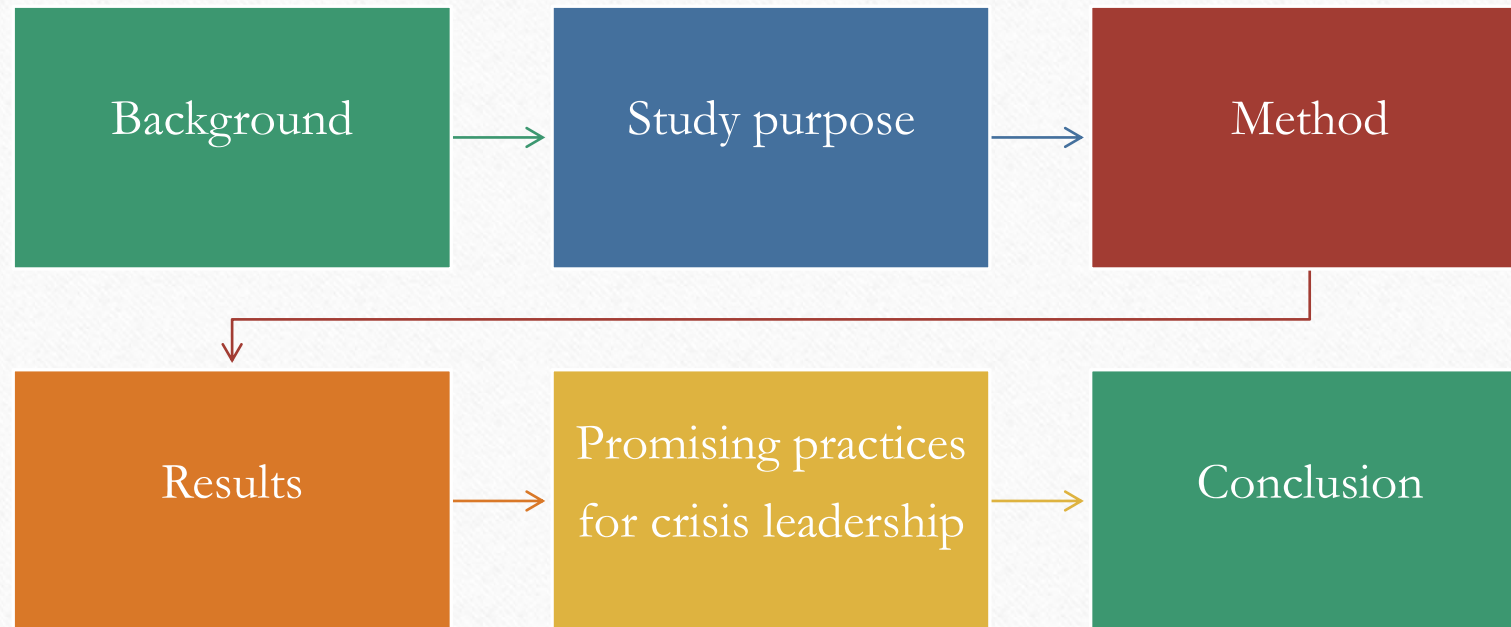 Background
Study purpose
Method
Results
Promising practices
for crisis leadership
Conclusion